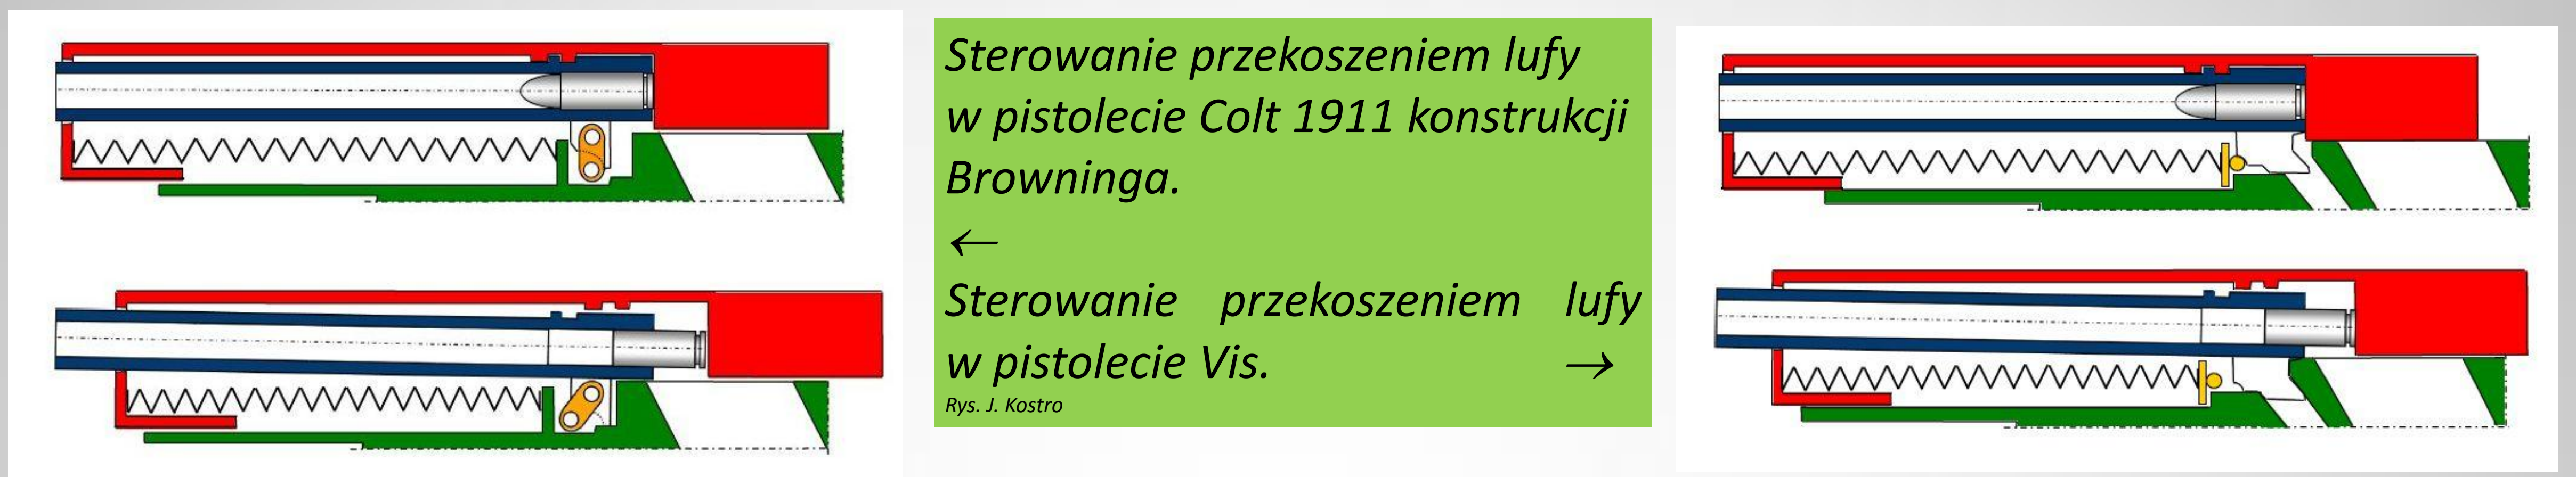 Sterowanie przekoszeniem lufy
w pistolecie Colt 1911 konstrukcji
Browninga.
←
Sterowanie przekoszeniem lufy
w pistolecie Vis. →
Rys. J. Kostro